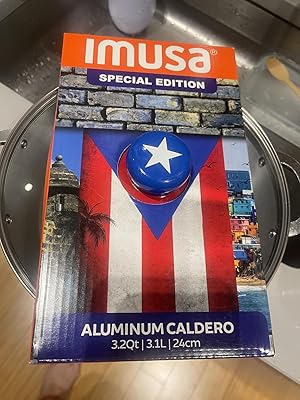 IMUSA®
SPECIAL EDITION
ALUMINUM CALDERO
3.2Qt | 3.1L | 24cm